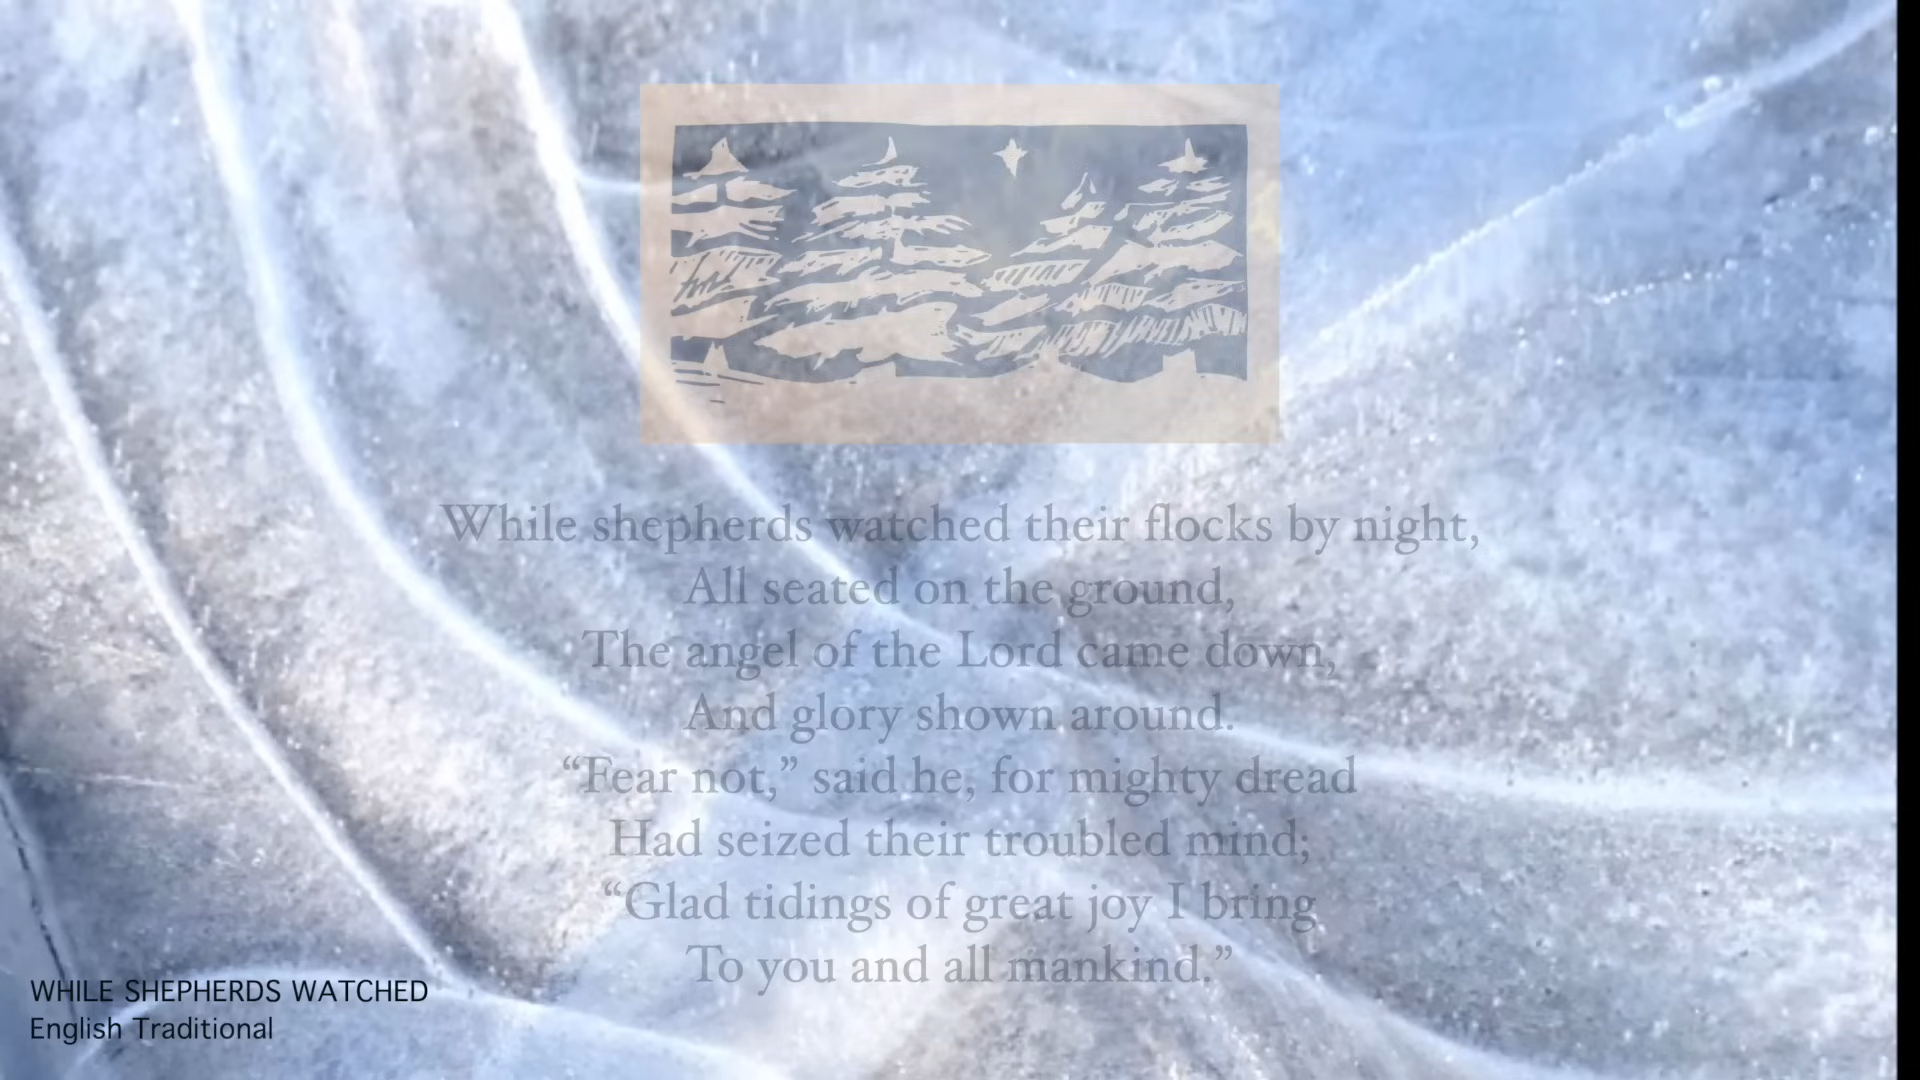 While shepherds watched their flocks by night,
All seated on the ground,
The angel of the Lord came down,
And glory shown around.
“Fear not,” said he, for mighty dread
Had seized their troubled mind;
“Glad tidings of great joy I bring
To you and all mankind.”
WHILE SHEPHERDS WATCHED
English Traditional